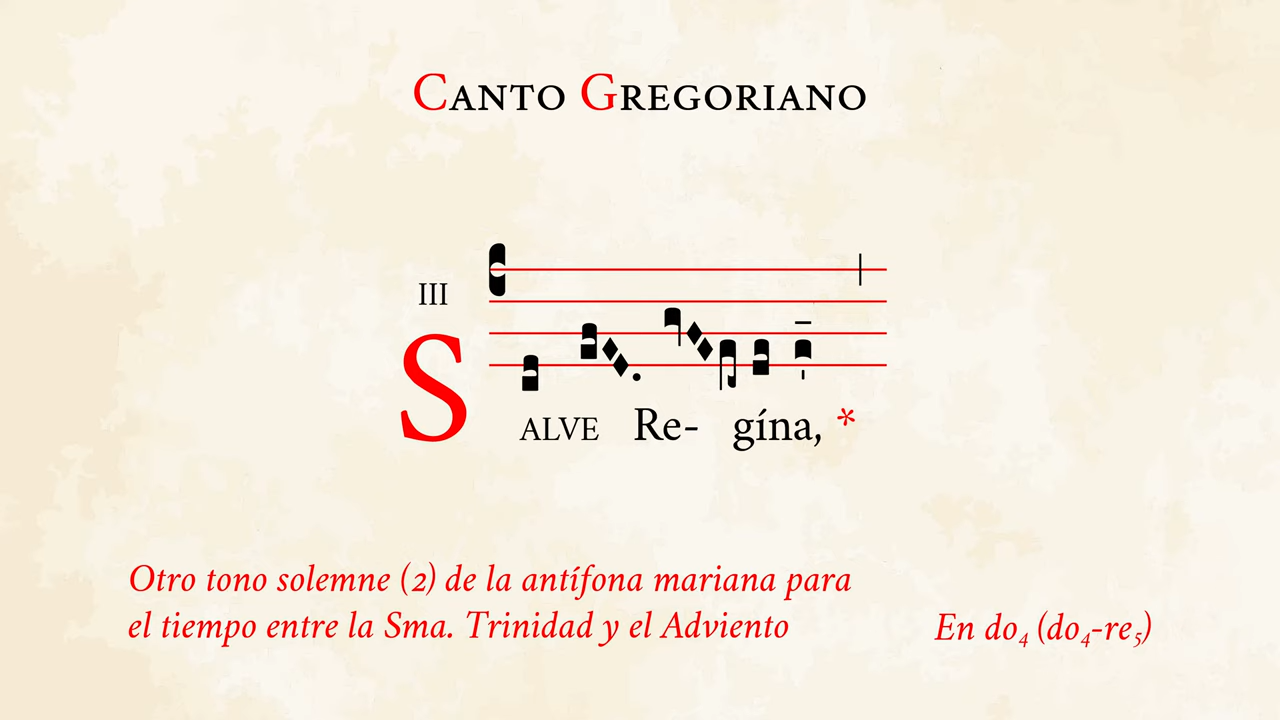 CANTO GREGORIANO
III
SALVE Re- gína, *
Otro tono solemne (2) de la antífona mariana para
el tiempo entre la Sma. Trinidad y el Adviento
En do₄ (do₄-re₅)